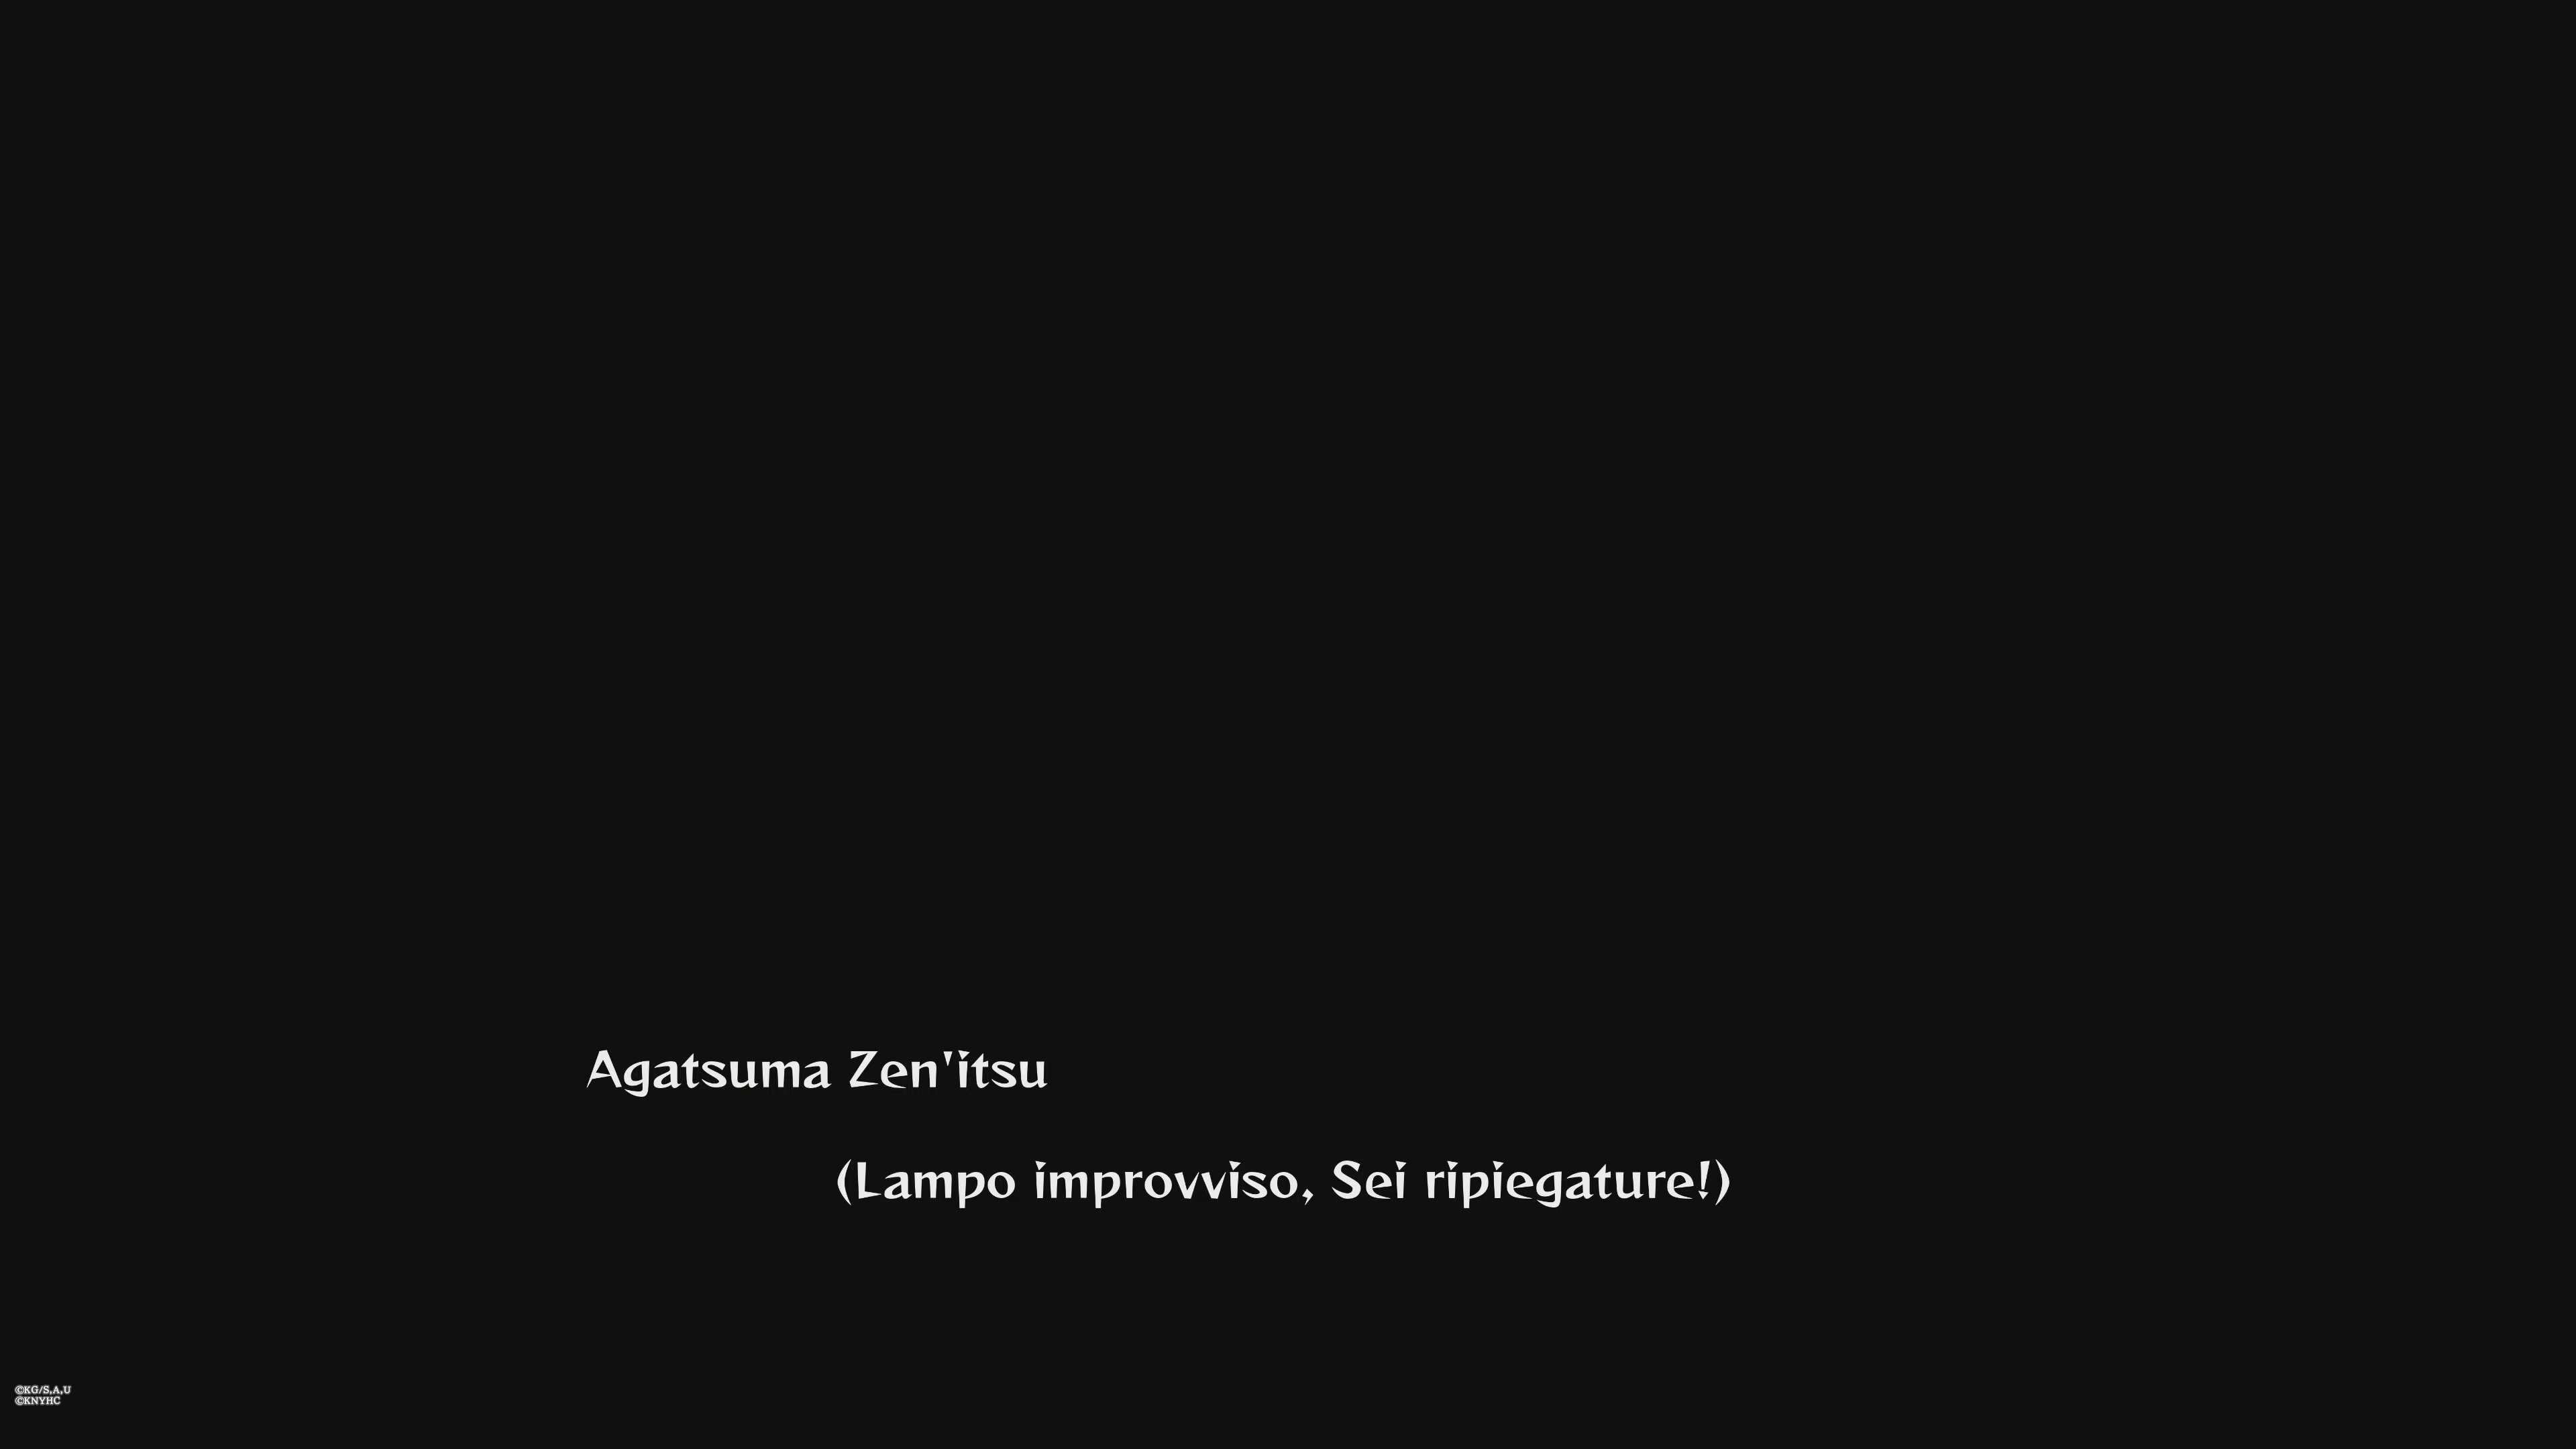 Agatsuma Zen'itsu
(Lampo improvviso, Sei ripiegature!)
©KG/S,A,U
©KNYHC